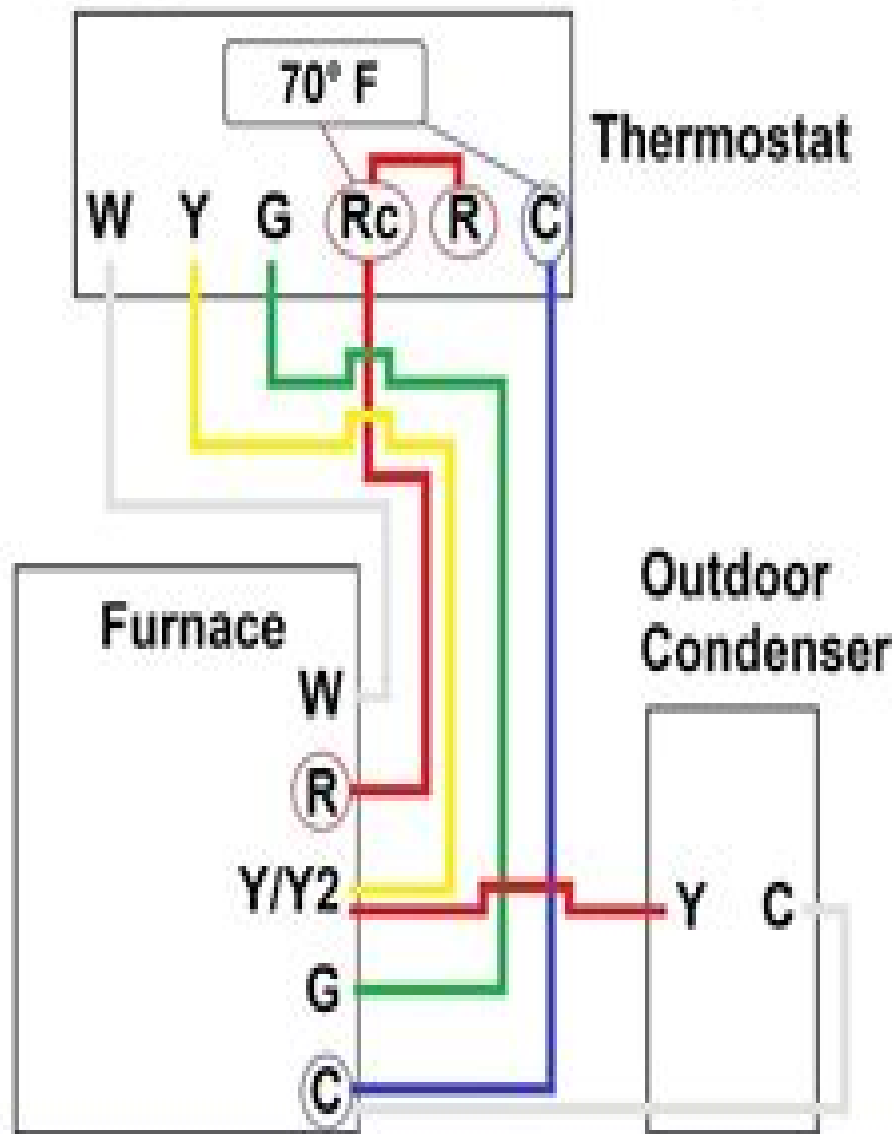 70° F
Thermostat
W Y G Rc R C
Outdoor
Condenser
Furnace
W
R
Y/Y2
Y C
G
C